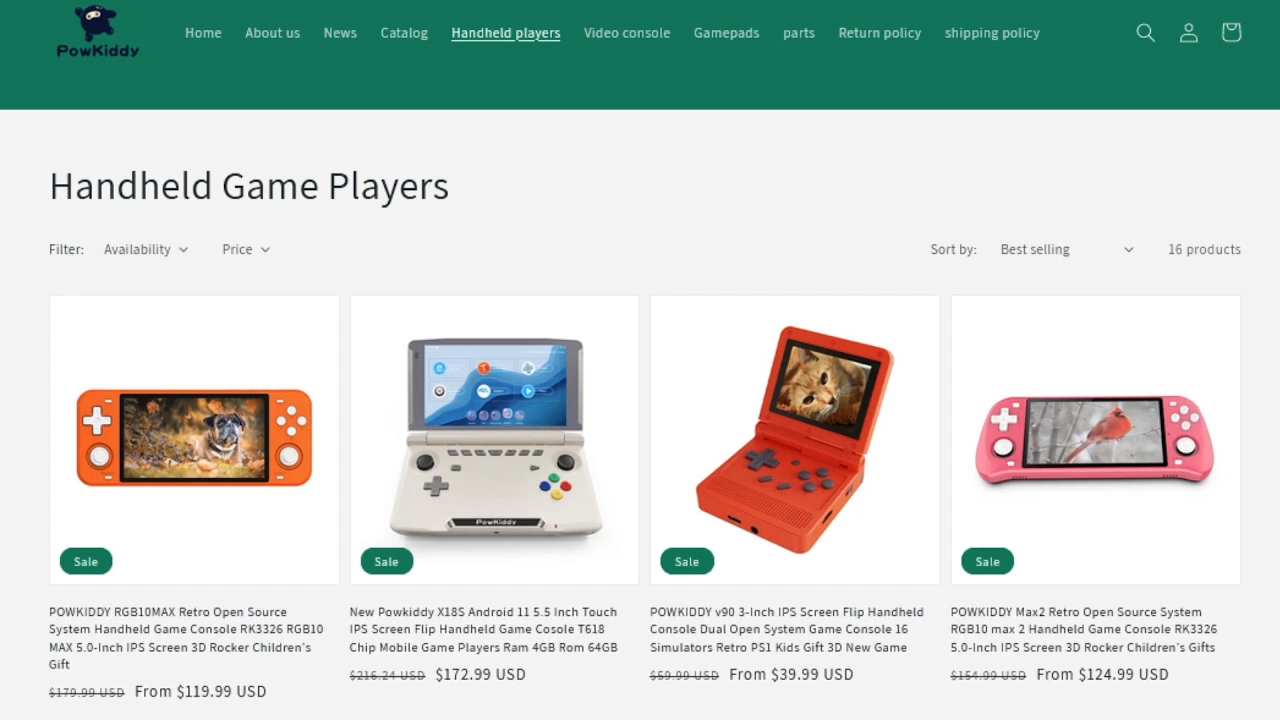 PowKiddy
Home About us News Catalog Handheld players Video console Gamepads parts Return policy shipping policy
Handheld Game Players
Filter: Availability Price Sort by: Best selling 16 products
PowKiddy
Sale Sale Sale Sale
POWKIDDY RGB10MAX Retro Open Source
System Handheld Game Console RK3326 RGB10
MAX 5.0-Inch IPS Screen 3D Rocker Children's
Gift
$179.99 USD From $119.99 USD
New Powkiddy X18S Android 11 5.5 Inch Touch
IPS Screen Flip Handheld Game Cosole T618
Chip Mobile Game Players Ram 4GB Rom 64GB
$216.24 USD $172.99 USD
POWKIDDY v90 3-Inch IPS Screen Flip Handheld
Console Dual Open System Game Console 16
Simulators Retro PS1 Kids Gift 3D New Game
$59.99 USD From $39.99 USD
POWKIDDY Max2 Retro Open Source System
RGB10 max 2 Handheld Game Console RK3326
5.0-Inch IPS Screen 3D Rocker Children's Gifts
$154.99 USD From $124.99 USD